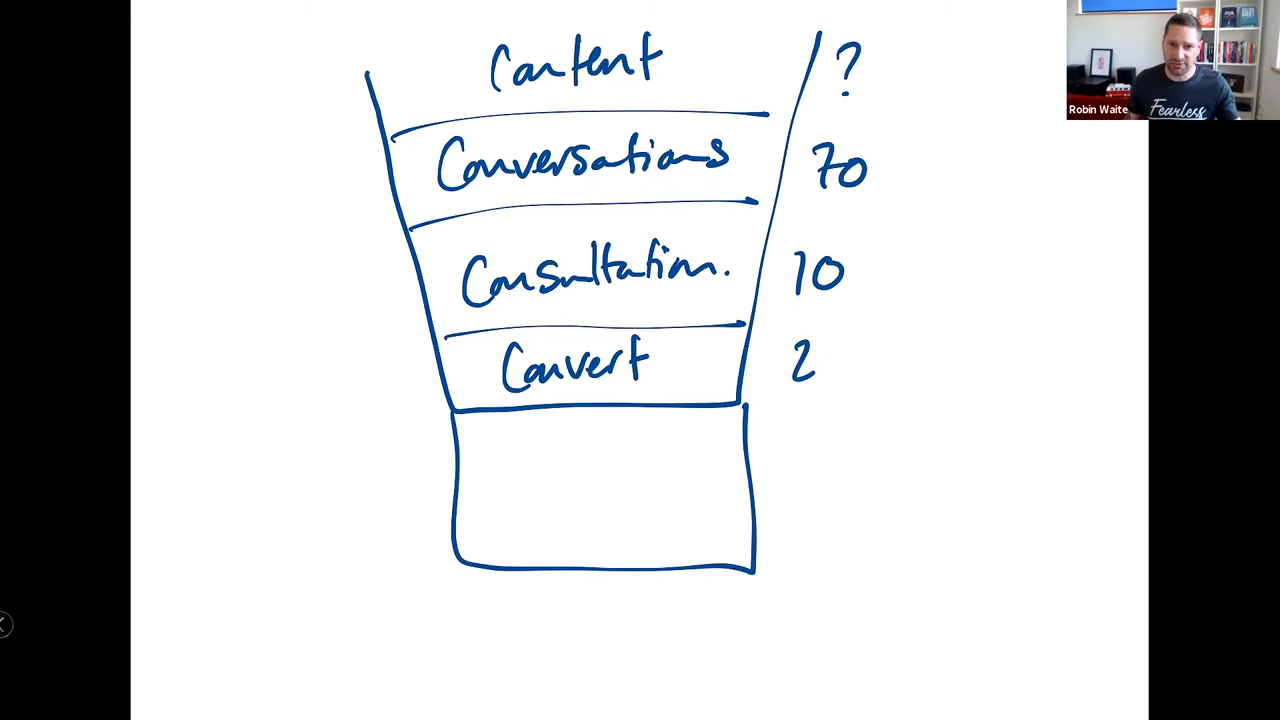 Content ?
Conversations 70
Consultation. 10
Convert 2
Robin Waite
Fearless